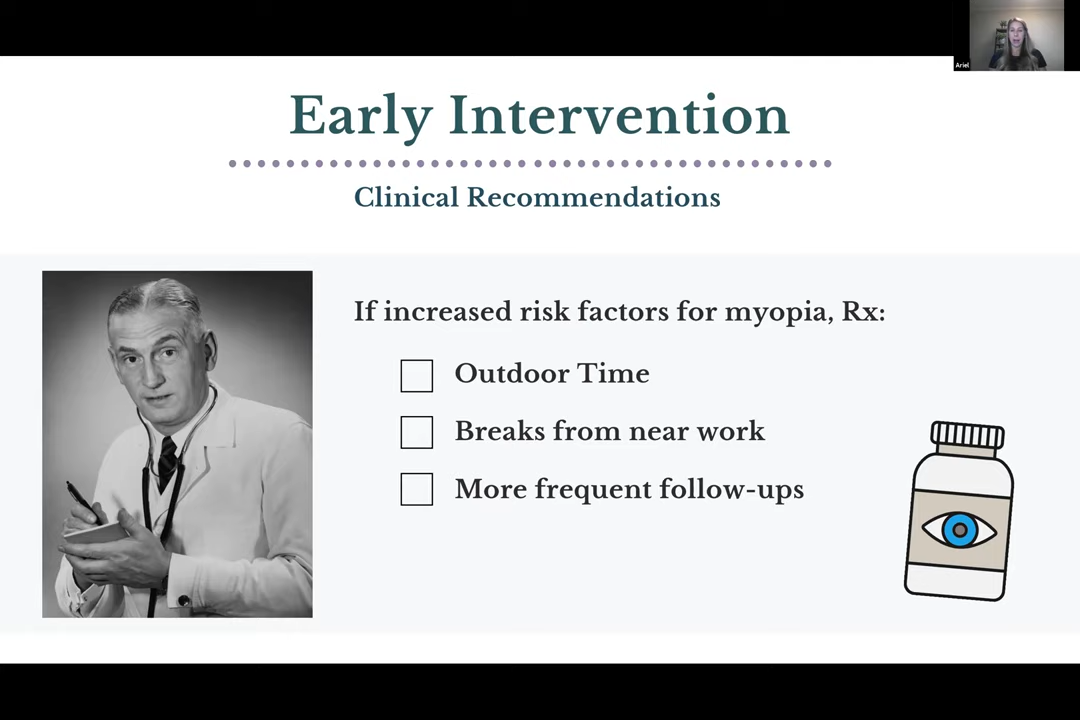 Ariel
Early Intervention
Clinical Recommendations
If increased risk factors for myopia, Rx:
Outdoor Time
Breaks from near work
More frequent follow-ups